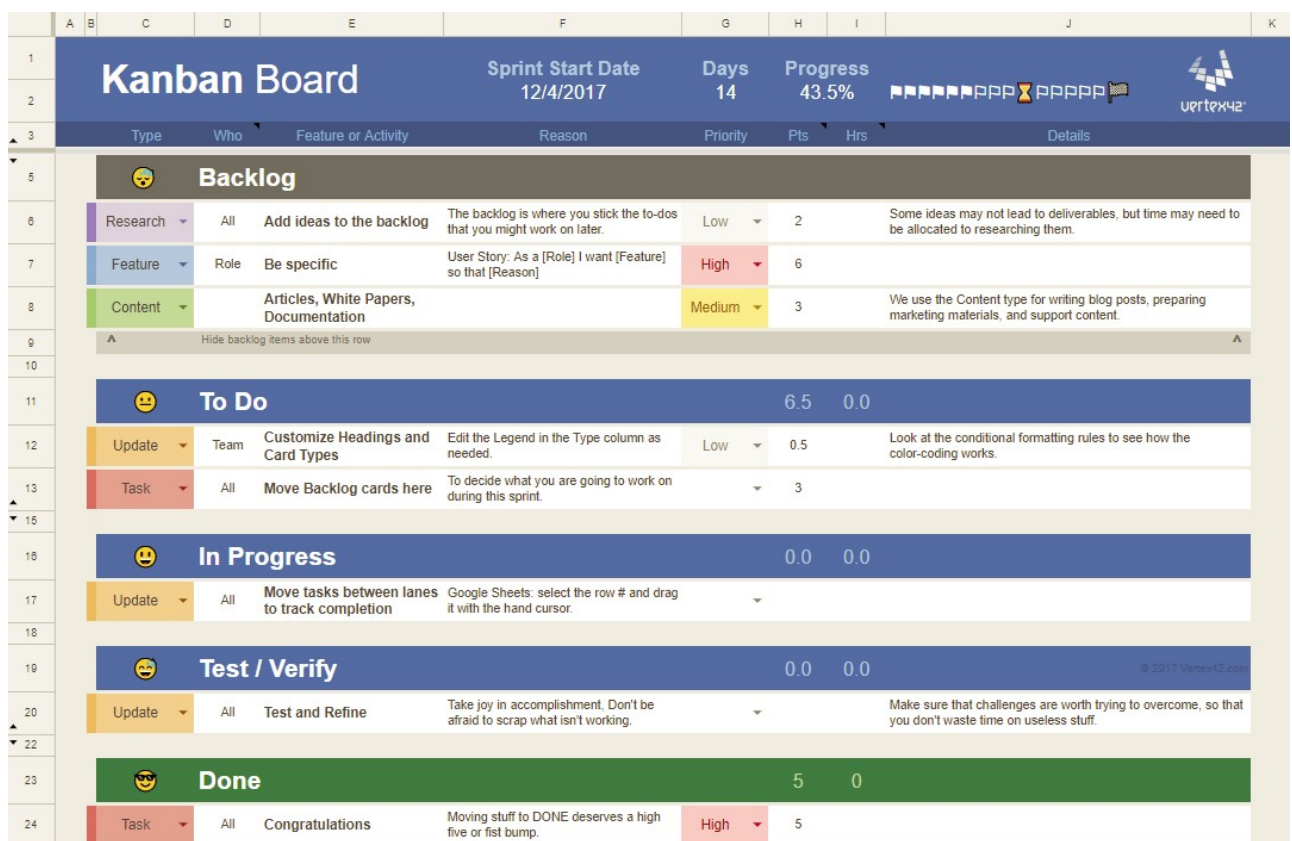 A B C D E F G H I J K
1 Kanban Board Sprint Start Date Days Progress
2 12/4/2017 14 43.5% vertex42
3 Type Who Feature or Activity Reason Priority Pts Hrs Details
5 Backlog
6 Research All Add ideas to the backlog The backlog is where you stick the to-dos Low 2 Some ideas may not lead to deliverables, but time may need to
that you might work on later. be allocated to researching them.
7 Feature Role Be specific User Story: As a [Role] I want [Feature] High 6
so that [Reason]
8 Content Articles, White Papers, Medium 3 We use the Content type for writing blog posts, preparing
Documentation marketing materials, and support content.
9 ^ Hide backlog items above this row ^
10
11 To Do 6.5 0.0
12 Update Team Customize Headings and Edit the Legend in the Type column as Low 0.5 Look at the conditional formatting rules to see how the
Card Types needed. color-coding works.
13 Task All Move Backlog cards here To decide what you are going to work on 3
during this sprint.
15
16 In Progress 0.0 0.0
17 Update All Move tasks between lanes Google Sheets: select the row # and drag
to track completion it with the hand cursor.
18
19 Test / Verify 0.0 0.0 © 2017 Vertex42.com
20 Update All Test and Refine Take joy in accomplishment, Don't be Make sure that challenges are worth trying to overcome, so that
afraid to scrap what isn't working. you don't waste time on useless stuff.
22
23 Done 5 0
24 Task All Congratulations Moving stuff to DONE deserves a high High 5
five or fist bump.